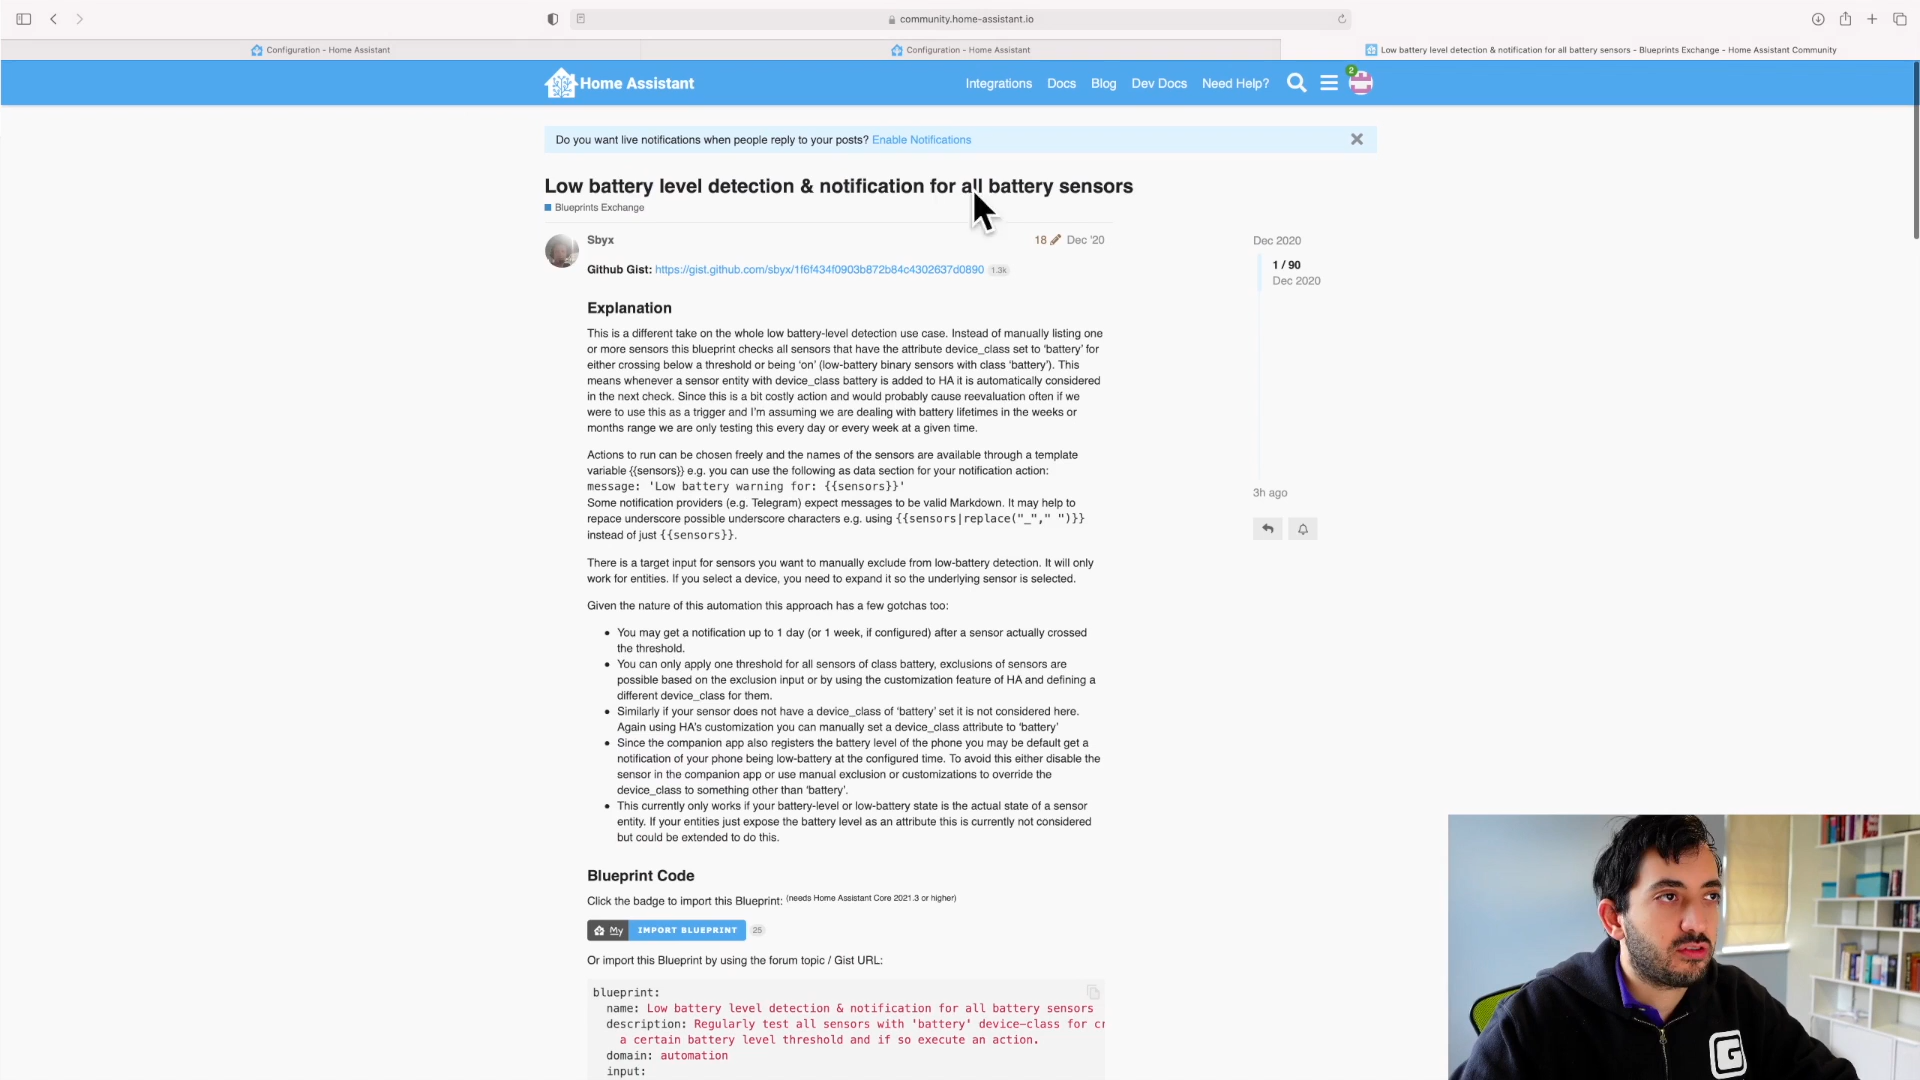 community.home-assistant.io
Configuration - Home Assistant
Configuration - Home Assistant
Low battery level detection & notification for all battery sensors - Blueprints Exchange - Home Assistant Community
Home Assistant
Integrations Docs Blog Dev Docs Need Help?
2
Do you want live notifications when people reply to your posts? Enable Notifications
Low battery level detection & notification for all battery sensors
Blueprints Exchange
Sbyx
18 Dec '20
Github Gist: https://gist.github.com/sbyx/1f6f434f0903b872b84c4302637d0890 1.3k
Explanation
This is a different take on the whole low battery-level detection use case. Instead of manually listing one
or more sensors this blueprint checks all sensors that have the attribute device_class set to ‘battery’ for
either crossing below a threshold or being ‘on’ (low-battery binary sensors with class ‘battery’). This
means whenever a sensor entity with device_class battery is added to HA it is automatically considered
in the next check. Since this is a bit costly action and would probably cause reevaluation often if we
were to use this as a trigger and I’m assuming we are dealing with battery lifetimes in the weeks or
months range we are only testing this every day or every week at a given time.
Actions to run can be chosen freely and the names of the sensors are available through a template
variable {{sensors}} e.g. you can use the following as data section for your notification action:
message: 'Low battery warning for: {{sensors}}'
Some notification providers (e.g. Telegram) expect messages to be valid Markdown. It may help to
repace underscore possible underscore characters e.g. using {{sensors|replace("_"," ")}}
instead of just {{sensors}}.
There is a target input for sensors you want to manually exclude from low-battery detection. It will only
work for entities. If you select a device, you need to expand it so the underlying sensor is selected.
Given the nature of this automation this approach has a few gotchas too:
• You may get a notification up to 1 day (or 1 week, if configured) after a sensor actually crossed
the threshold.
• You can only apply one threshold for all sensors of class battery, exclusions of sensors are
possible based on the exclusion input or by using the customization feature of HA and defining a
different device_class for them.
• Similarly if your sensor does not have a device_class of ‘battery’ set it is not considered here.
Again using HA’s customization you can manually set a device_class attribute to ‘battery’
• Since the companion app also registers the battery level of the phone you may be default get a
notification of your phone being low-battery at the configured time. To avoid this either disable the
sensor in the companion app or use manual exclusion or customizations to override the
device_class to something other than ‘battery’.
• This currently only works if your battery-level or low-battery state is the actual state of a sensor
entity. If your entities just expose the battery level as an attribute this is currently not considered
but could be extended to do this.
Blueprint Code
Click the badge to import this Blueprint: (needs Home Assistant Core 2021.3 or higher)
My IMPORT BLUEPRINT 25
Or import this Blueprint by using the forum topic / Gist URL:
blueprint:
name: Low battery level detection & notification for all battery sensors
description: Regularly test all sensors with 'battery' device-class for cr
a certain battery level threshold and if so execute an action.
domain: automation
input:
Dec 2020
1 / 90
Dec 2020
3h ago
G